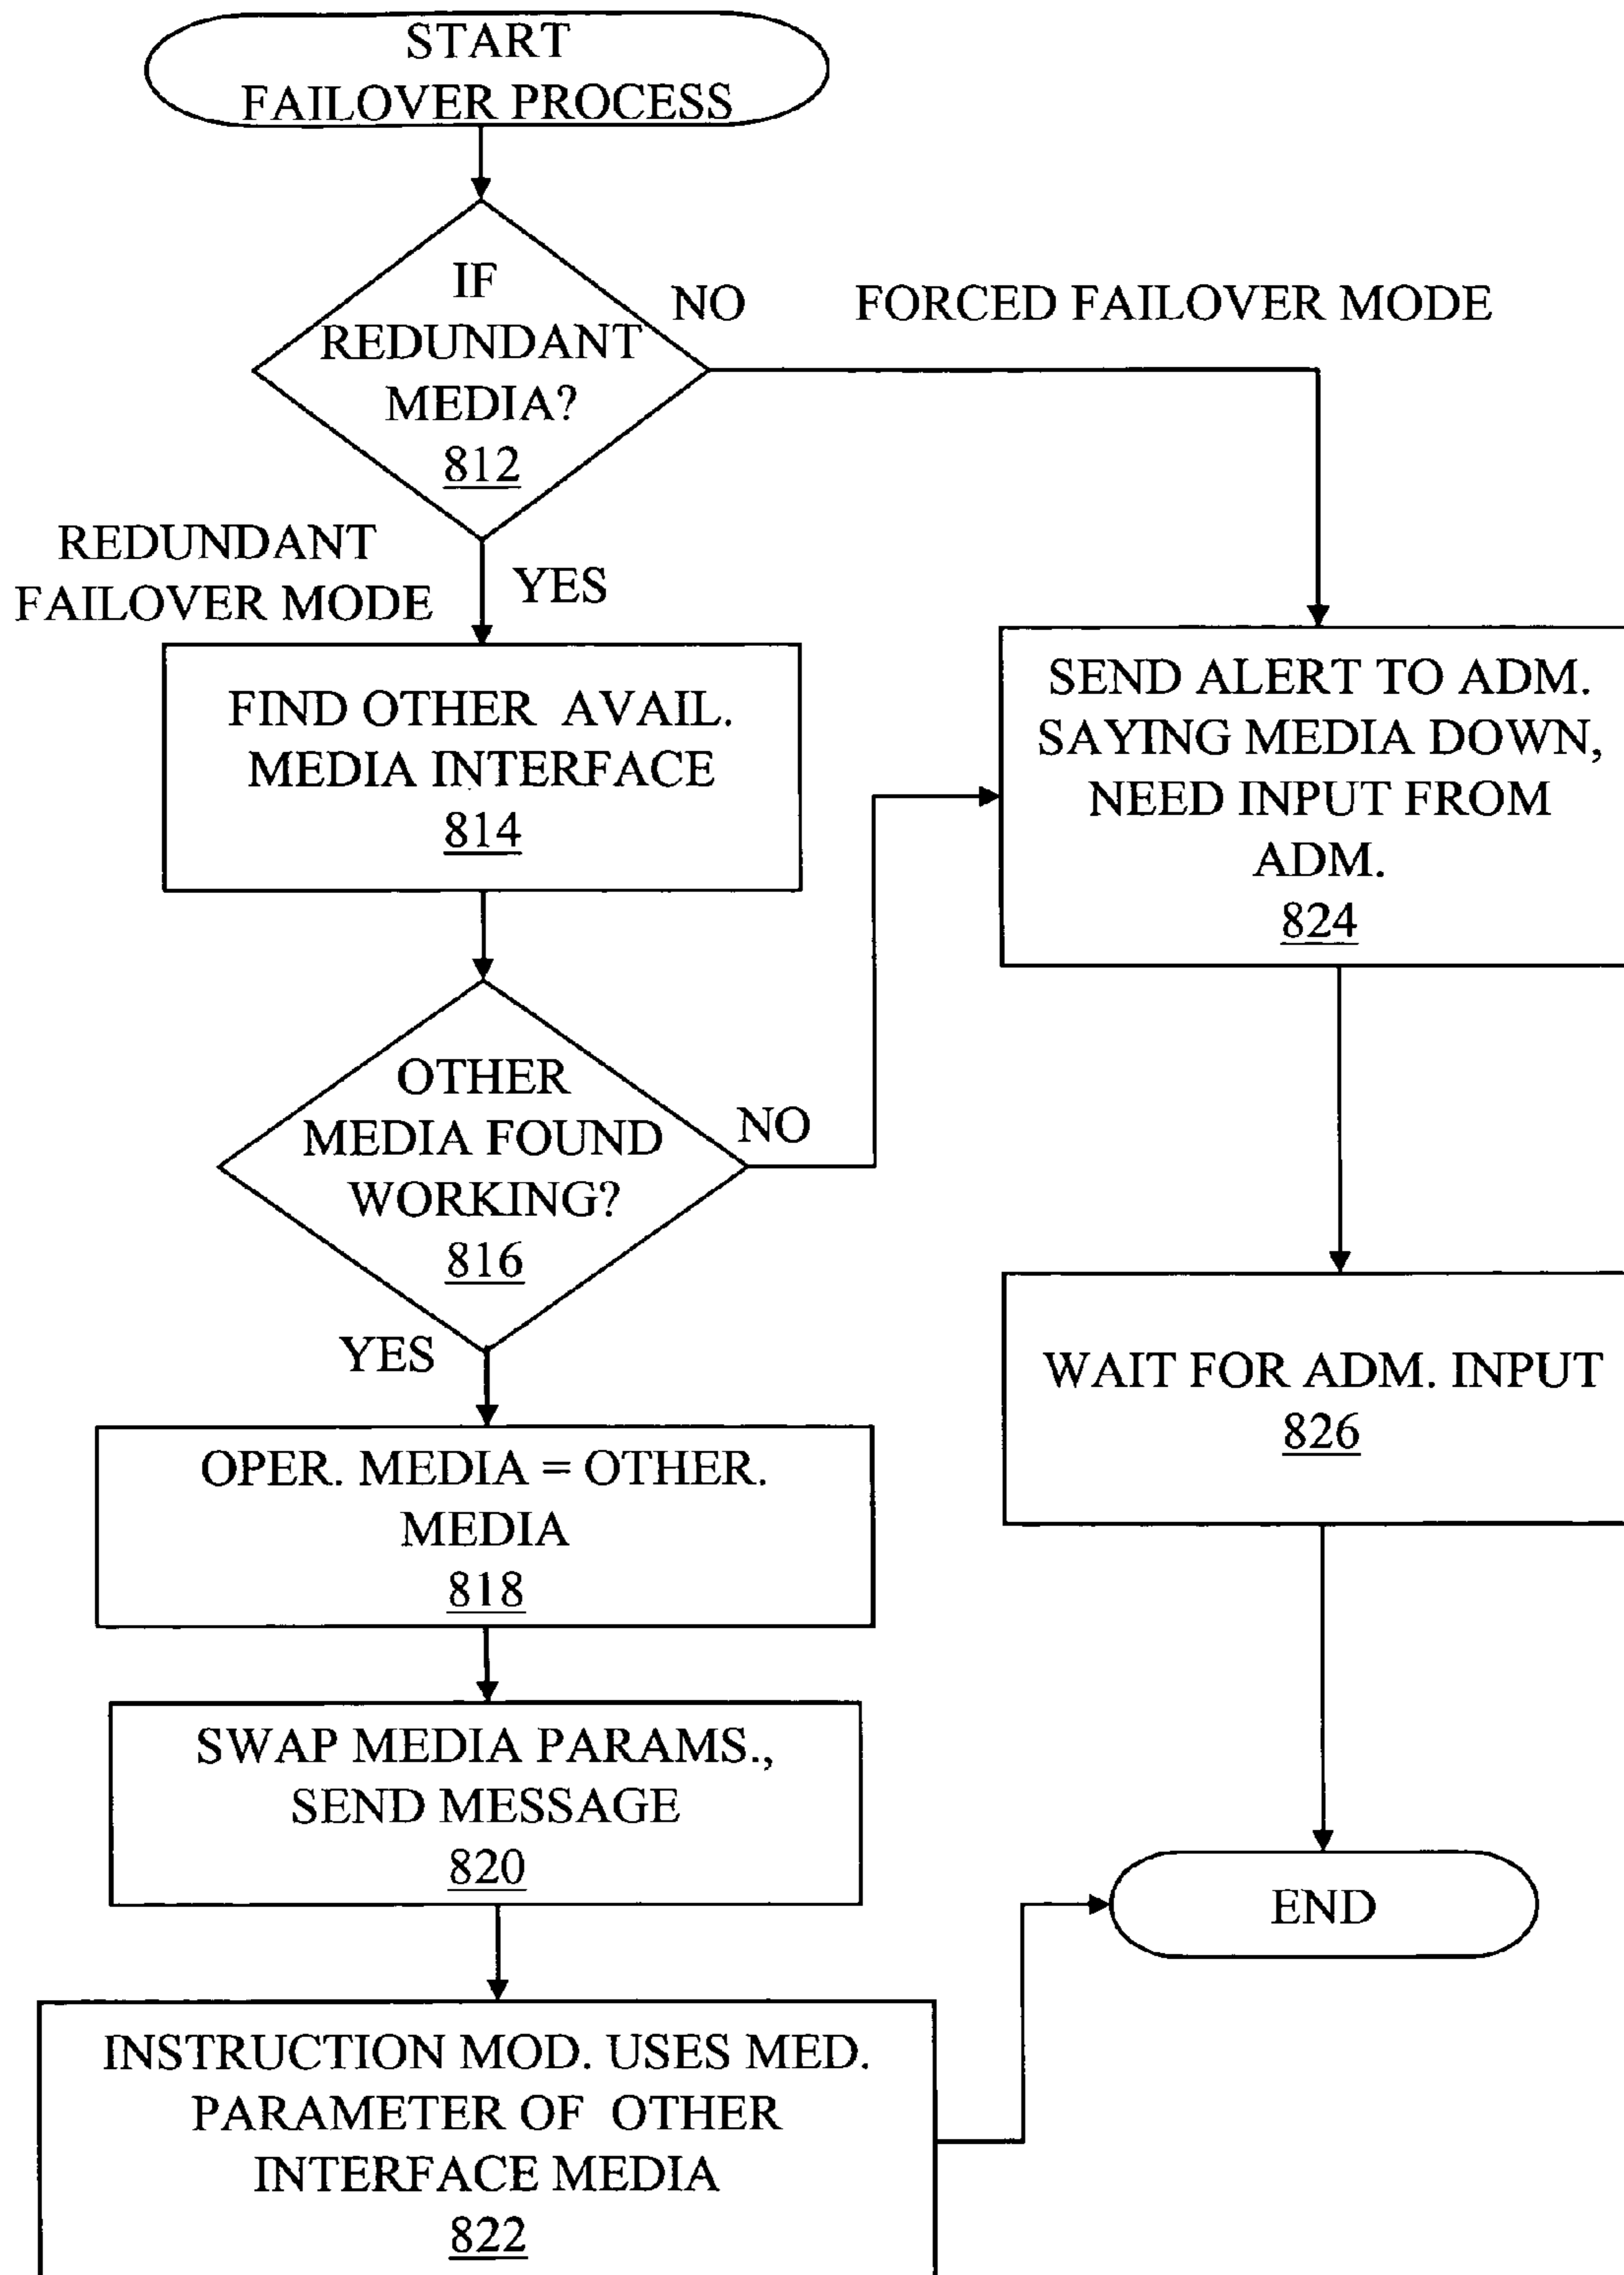 START
FAILOVER PROCESS
IF
REDUNDANT
MEDIA?
812
NO
FORCED FAILOVER MODE
REDUNDANT
FAILOVER MODE
YES
FIND OTHER AVAIL.
MEDIA INTERFACE
814
SEND ALERT TO ADM.
SAYING MEDIA DOWN,
NEED INPUT FROM
ADM.
824
OTHER
MEDIA FOUND
WORKING?
816
NO
YES
WAIT FOR ADM. INPUT
826
OPER. MEDIA = OTHER.
MEDIA
818
SWAP MEDIA PARAMS.,
SEND MESSAGE
820
END
INSTRUCTION MOD. USES MED.
PARAMETER OF OTHER
INTERFACE MEDIA
822